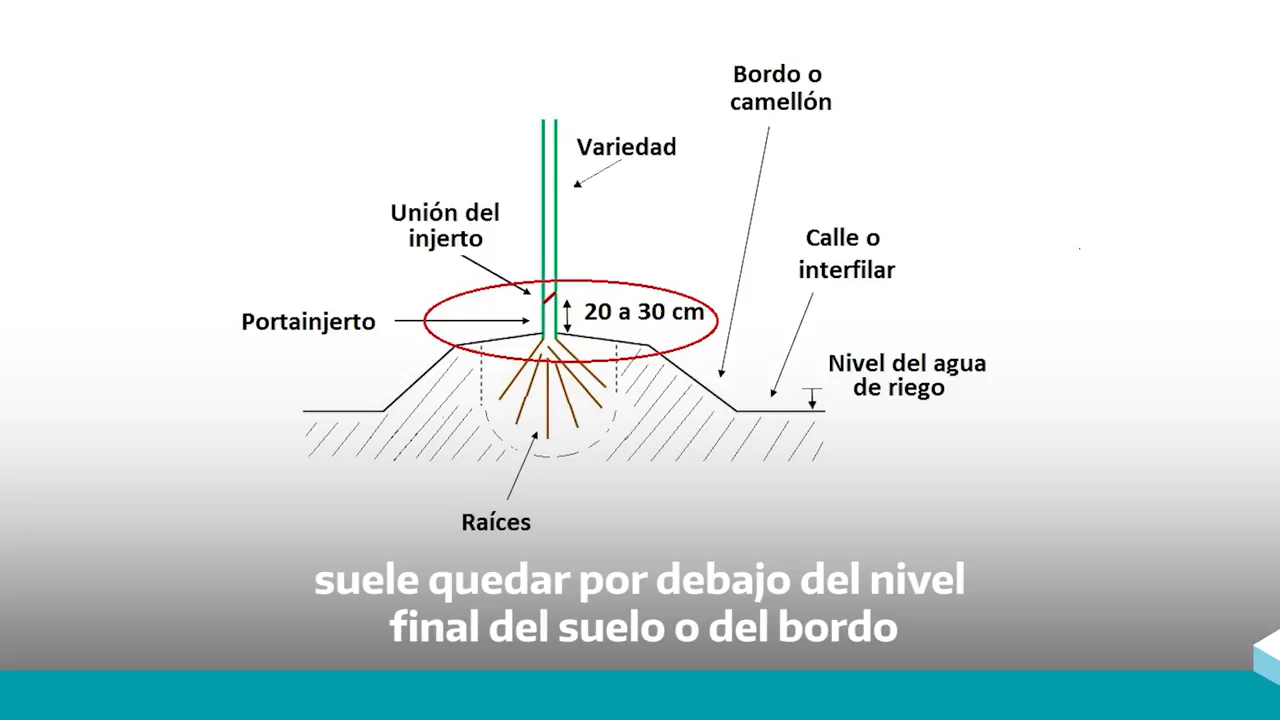 Bordo o
camellón
Variedad
Unión del
injerto
Calle o
interfilar
20 a 30 cm
Portainjerto
Nivel del agua
de riego
Raíces
suele quedar por debajo del nivel
final del suelo o del bordo